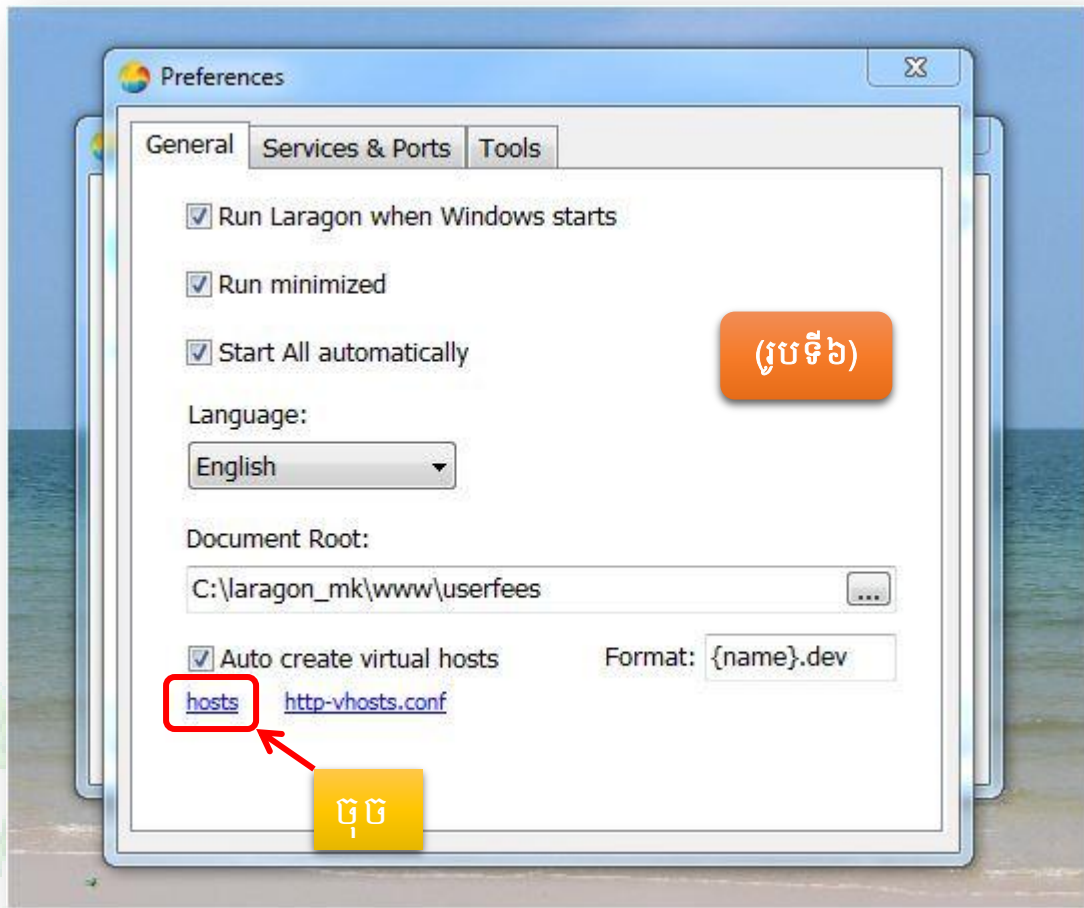 Preferences
General Services & Ports Tools
Run Laragon when Windows starts
Run minimized
Start All automatically
(រូបទី៦)
Language:
English
Document Root:
C:\laragon_mk\www\userfees
...
Auto create virtual hosts Format: {name}.dev
hosts http-vhosts.conf
ចុច